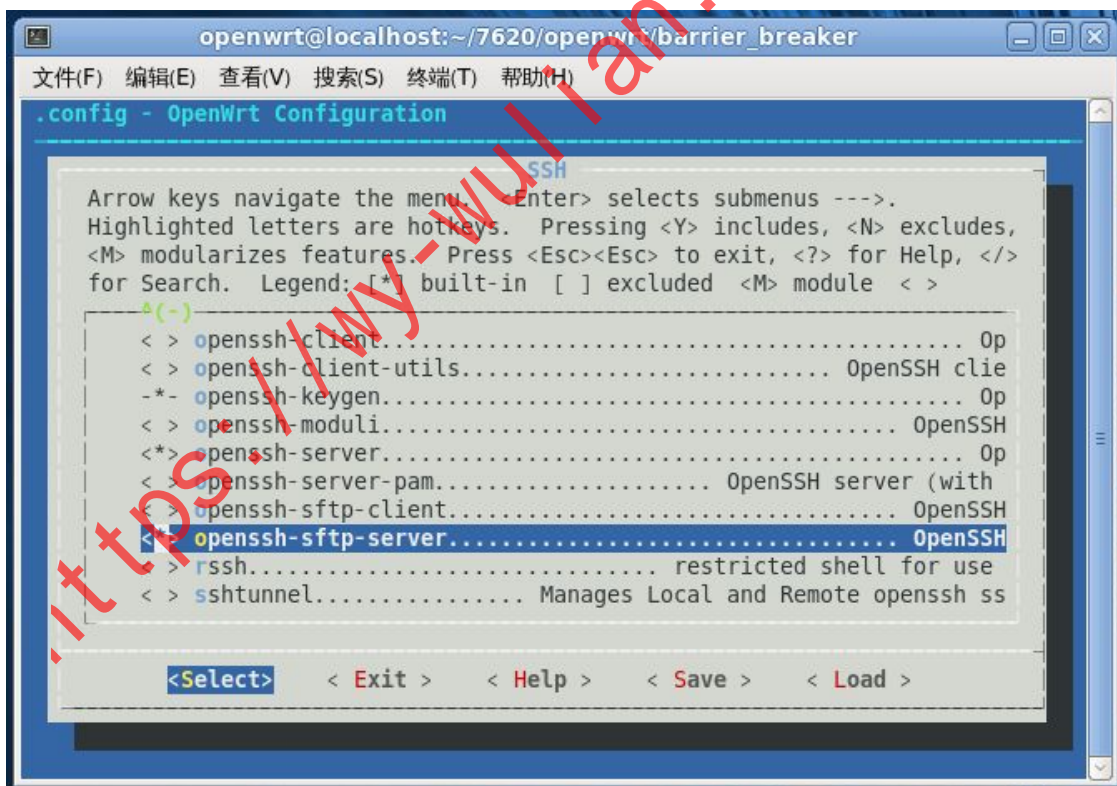 openwrt@localhost:~/7620/openwrt/barrier_breaker
文件(F) 编辑(E) 查看(V) 搜索(S) 终端(T) 帮助(H)
.config - OpenWrt Configuration
SSH
Arrow keys navigate the menu. <Enter> selects submenus --->.
Highlighted letters are hotkeys. Pressing <Y> includes, <N> excludes,
<M> modularizes features. Press <Esc><Esc> to exit, <?> for Help, </>
for Search. Legend: [*] built-in [ ] excluded <M> module < >
^(-)
< > openssh-client............................................ Op
< > openssh-client-utils............................ OpenSSH clie
-*- openssh-keygen............................................ Op
< > openssh-moduli....................................... OpenSSH
<*> openssh-server............................................ Op
< > openssh-server-pam..................... OpenSSH server (with
< > openssh-sftp-client.................................. OpenSSH
<*> openssh-sftp-server.................................. OpenSSH
< > rssh............................... restricted shell for use
< > sshtunnel................ Manages Local and Remote openssh ss
<Select> < Exit > < Help > < Save > < Load >
ttps://wy-wulian.